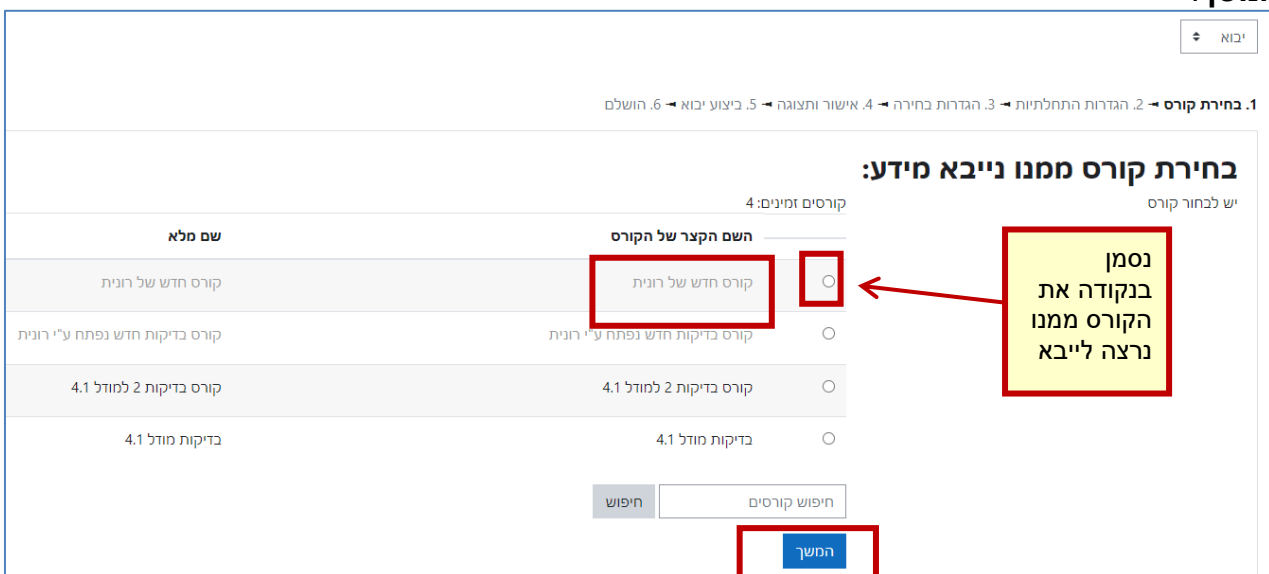 יבוא
1. בחירת קורס ◄ 2. הגדרות התחלתיות ◄ 3. הגדרות בחירה ◄ 4. אישור ותצוגה ◄ 5. ביצוע יבוא ◄ 6. הושלם
בחירת קורס ממנו נייבא מידע:
יש לבחור קורס
קורסים זמינים: 4
השם הקצר של הקורס שם מלא
קורס חדש של רונית קורס חדש של רונית
קורס בדיקות חדש נפתח ע"י רונית קורס בדיקות חדש נפתח ע"י רונית
קורס בדיקות 2 למודל 4.1 קורס בדיקות 2 למודל 4.1
בדיקות מודל 4.1 בדיקות מודל 4.1
חיפוש קורסים חיפוש
המשך
נסמן
בנקודה את
הקורס ממנו
נרצה לייבא